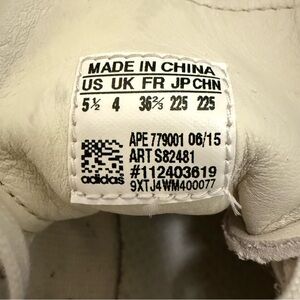 MADE IN CHINA
US UK FR JP CHN
5½ 4 36⅔ 225 225
APE 779001 06/15
ART S82481
#112403619
adidas 9XTJ4WM400077